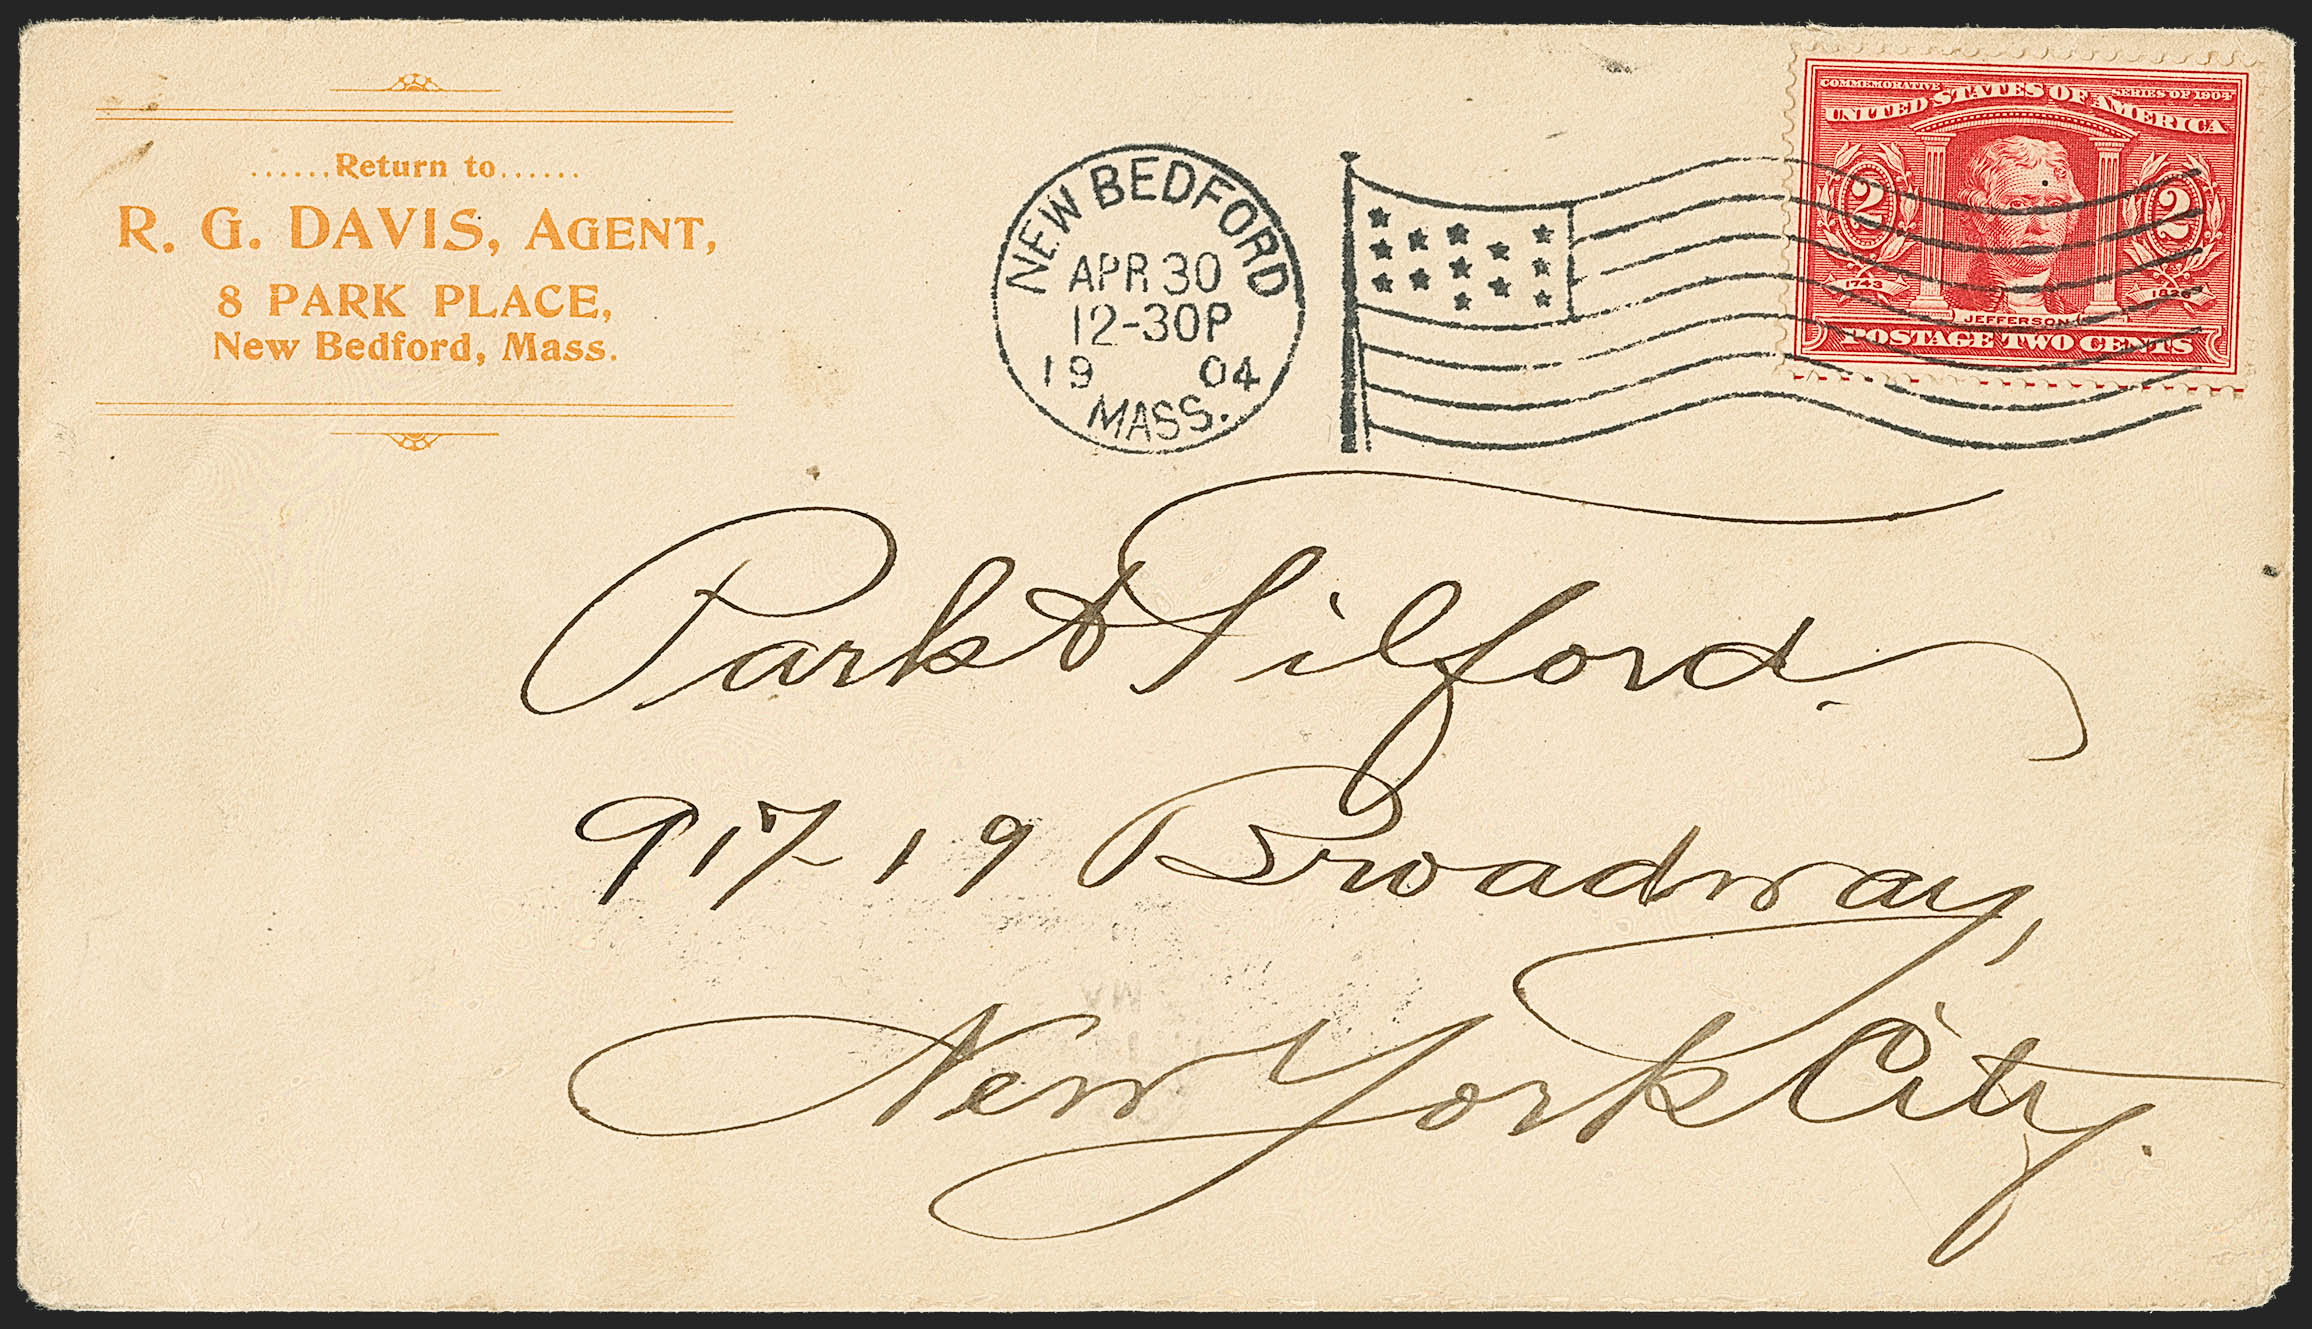 ......Return to......
R. G. DAVIS, AGENT,
8 PARK PLACE,
New Bedford, Mass.
NEW BEDFORD
APR 30
12-30P
19 04
MASS.
COMMEMORATIVE SERIES OF 1904
UNITED STATES OF AMERICA
2 2
1743 1826
JEFFERSON
POSTAGE TWO CENTS
Park & Tilford.
917-19 Broadway,
New York City.